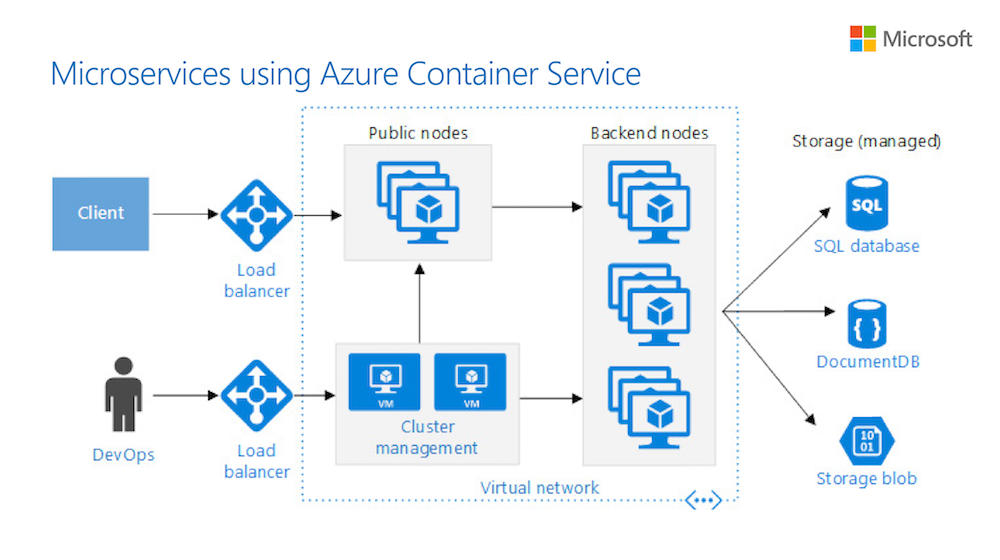 Microsoft
Microservices using Azure Container Service
Public nodes
Backend nodes
Storage (managed)
Client
Load
balancer
SQL
SQL database
{ }
DocumentDB
VM
VM
Cluster
management
DevOps
Load
balancer
10
01
Storage blob
Virtual network